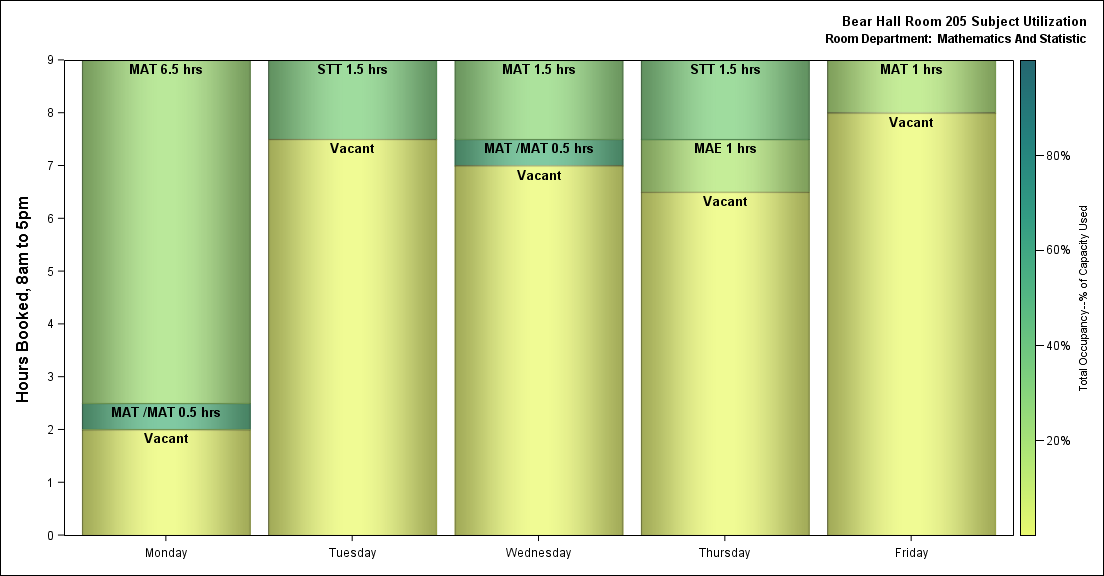 Bear Hall Room 205 Subject Utilization
Room Department: Mathematics And Statistic
Hours Booked, 8am to 5pm
9
8
7
6
5
4
3
2
1
0
MAT 6.5 hrs
MAT /MAT 0.5 hrs
Vacant
STT 1.5 hrs
Vacant
MAT 1.5 hrs
MAT /MAT 0.5 hrs
Vacant
STT 1.5 hrs
MAE 1 hrs
Vacant
MAT 1 hrs
Vacant
Monday
Tuesday
Wednesday
Thursday
Friday
80%
60%
40%
20%
Total Occupancy--% of Capacity Used